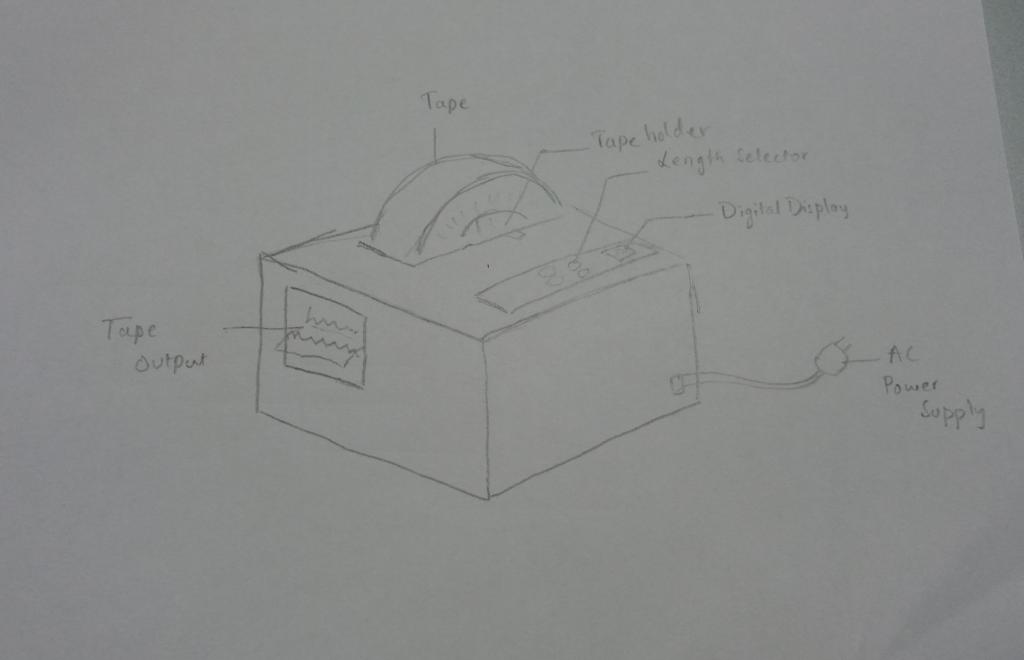 Tape
Tape holder
Length Selector
Digital Display
Tape
output
AC
Power
Supply